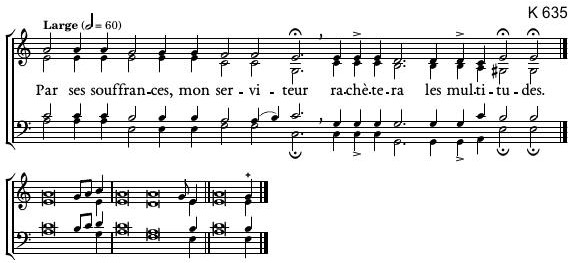 K 635
Large (𝅗𝅥 = 60)
Par ses souffran-ces, mon ser-vi-teur ra-chè-te-ra les mul-ti-tu-des.